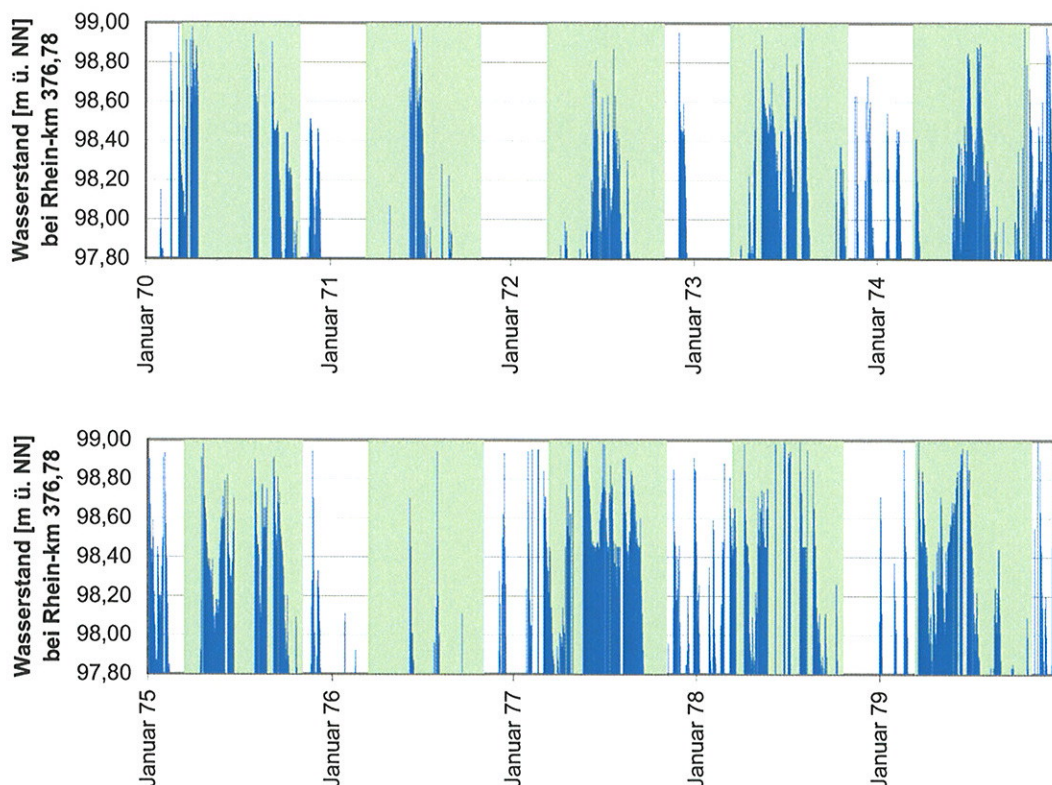 Wasserstand [m ü. NN]
bei Rhein-km 376,78
99,00
98,80
98,60
98,40
98,20
98,00
97,80
Januar 70
Januar 71
Januar 72
Januar 73
Januar 74
Wasserstand [m ü. NN]
bei Rhein-km 376,78
99,00
98,80
98,60
98,40
98,20
98,00
97,80
Januar 75
Januar 76
Januar 77
Januar 78
Januar 79